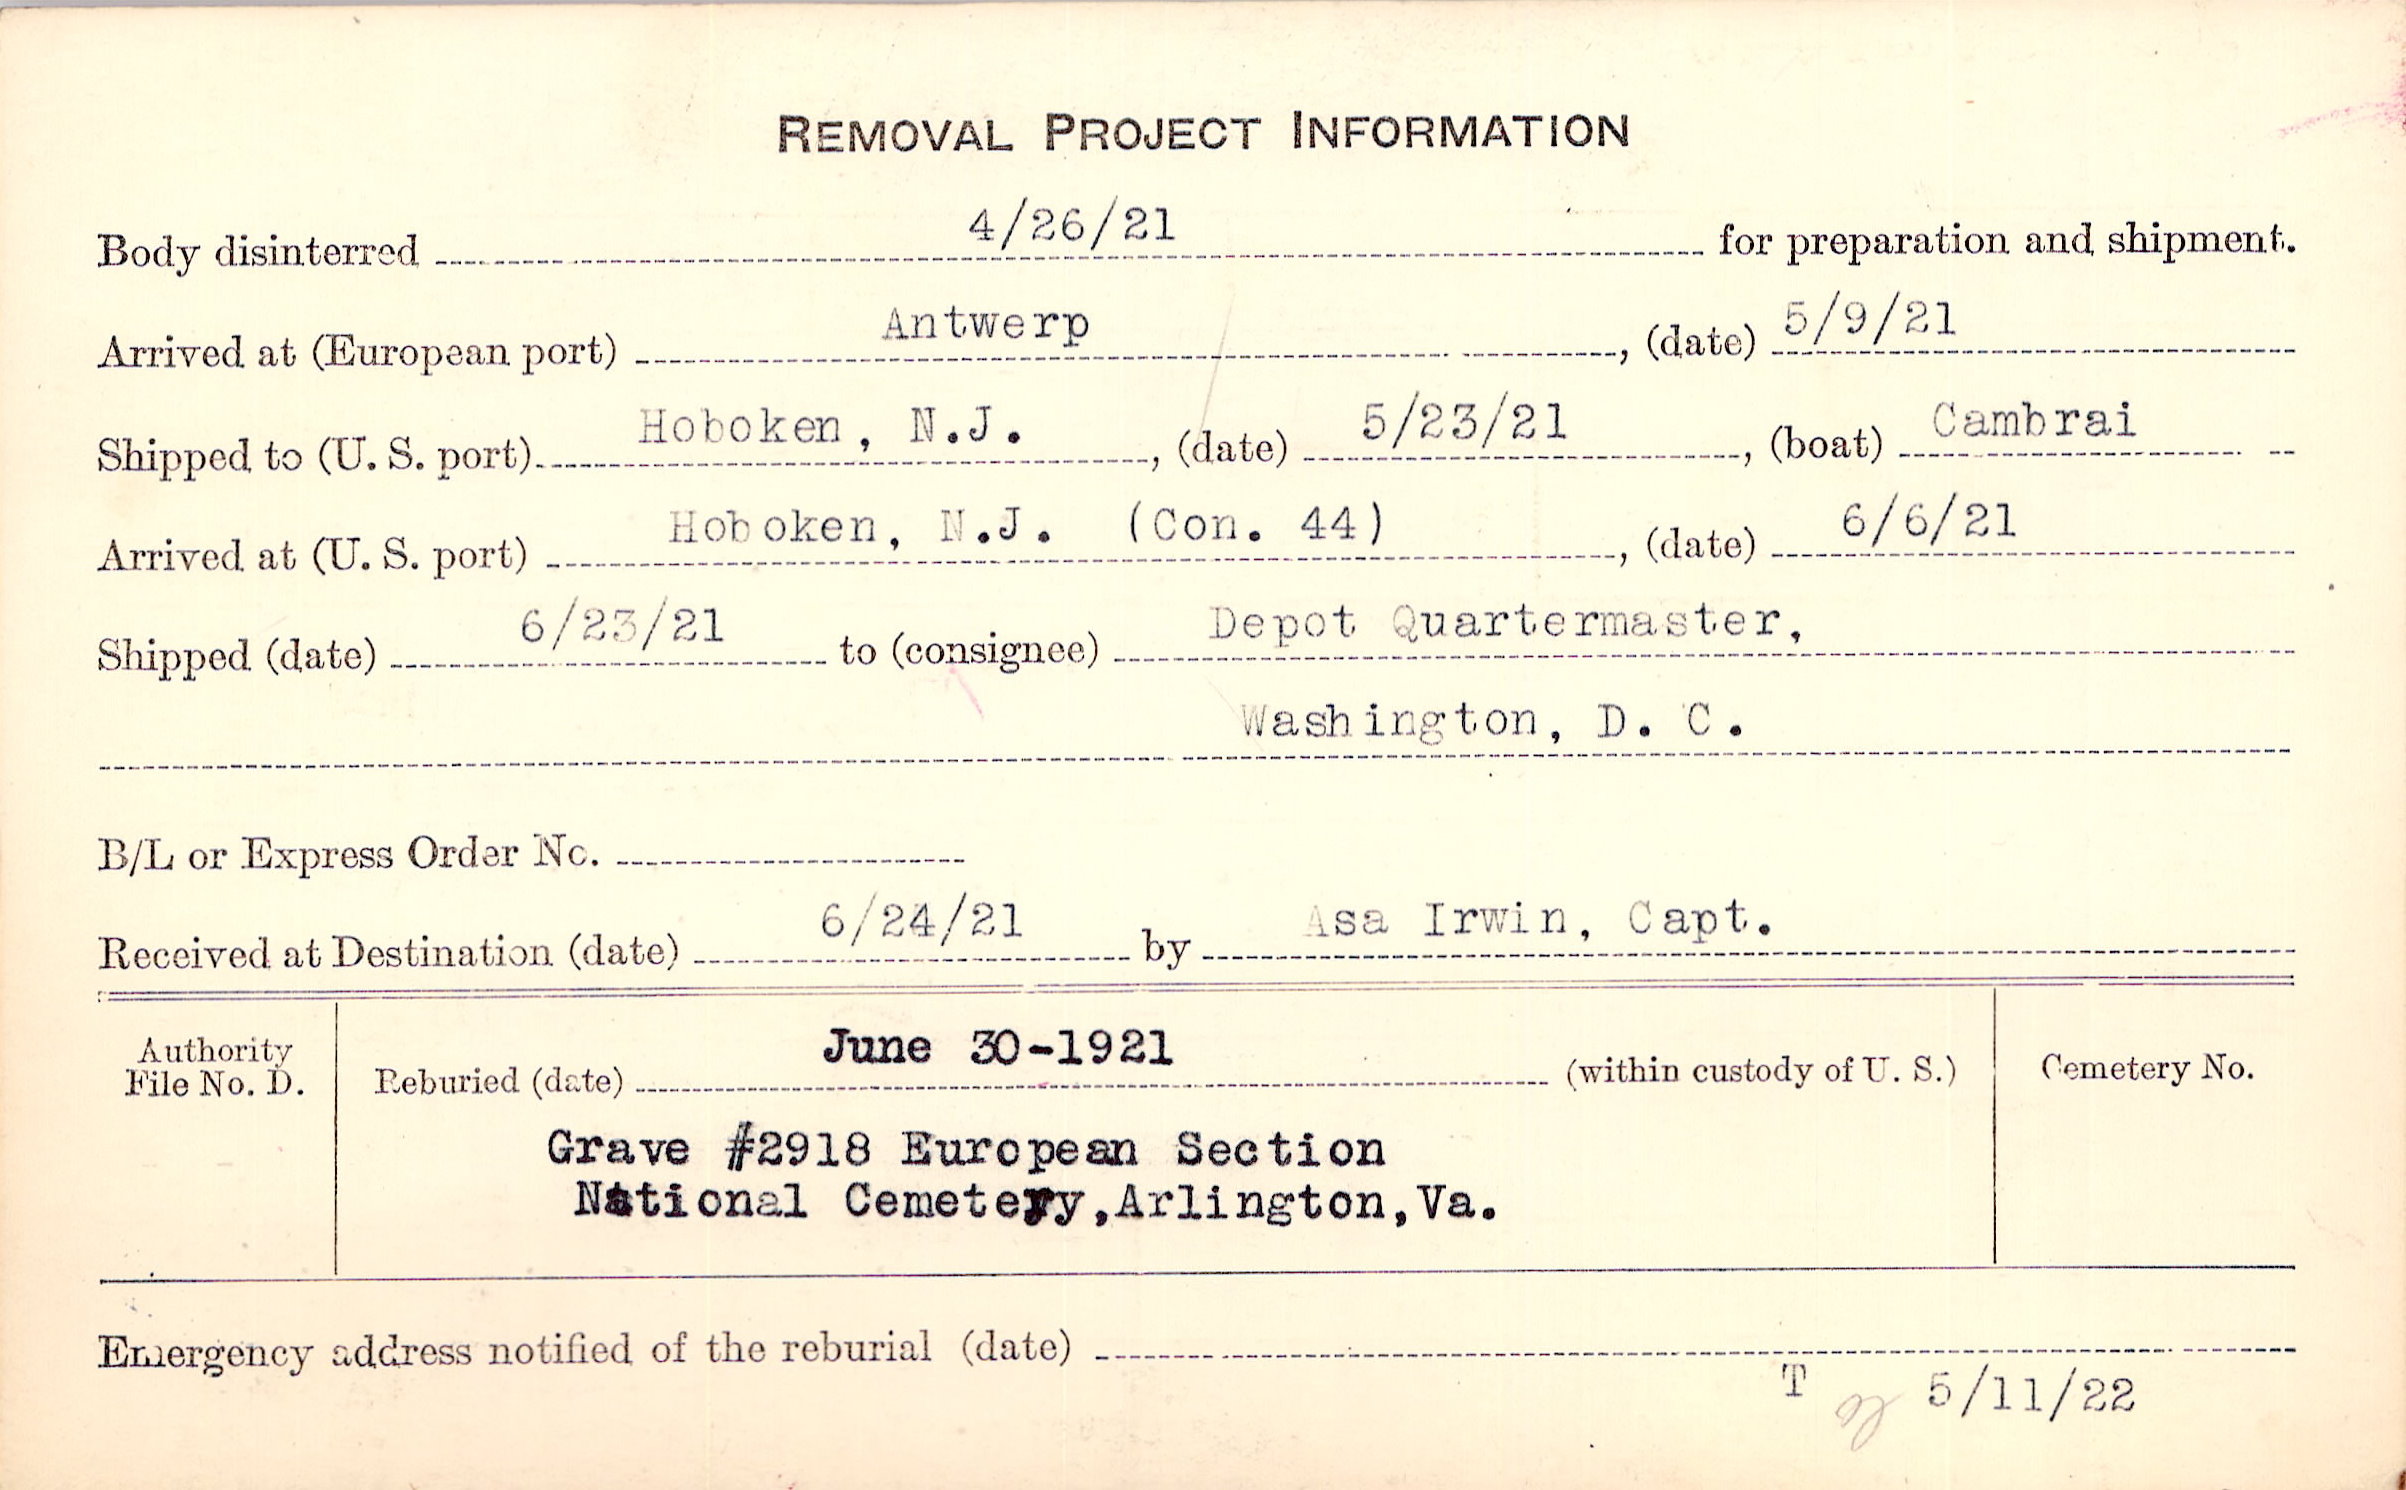 REMOVAL PROJECT INFORMATION
Body disinterred 4/26/21 for preparation and shipment.
Arrived at (European port) Antwerp, (date) 5/9/21
Shipped to (U. S. port) Hoboken, N.J., (date) 5/23/21, (boat) Cambrai
Arrived at (U. S. port) Hoboken, N.J. (Con. 44), (date) 6/6/21
Shipped (date) 6/23/21 to (consignee) Depot Quartermaster,
Washington, D. C.
B/L or Express Order No.
Received at Destination (date) 6/24/21 by Asa Irwin, Capt.
Authority
File No. D.
Reburied (date) June 30-1921 (within custody of U. S.)
Cemetery No.
Grave #2918 European Section
National Cemetery,Arlington,Va.
Emergency address notified of the reburial (date)
T 5/11/22